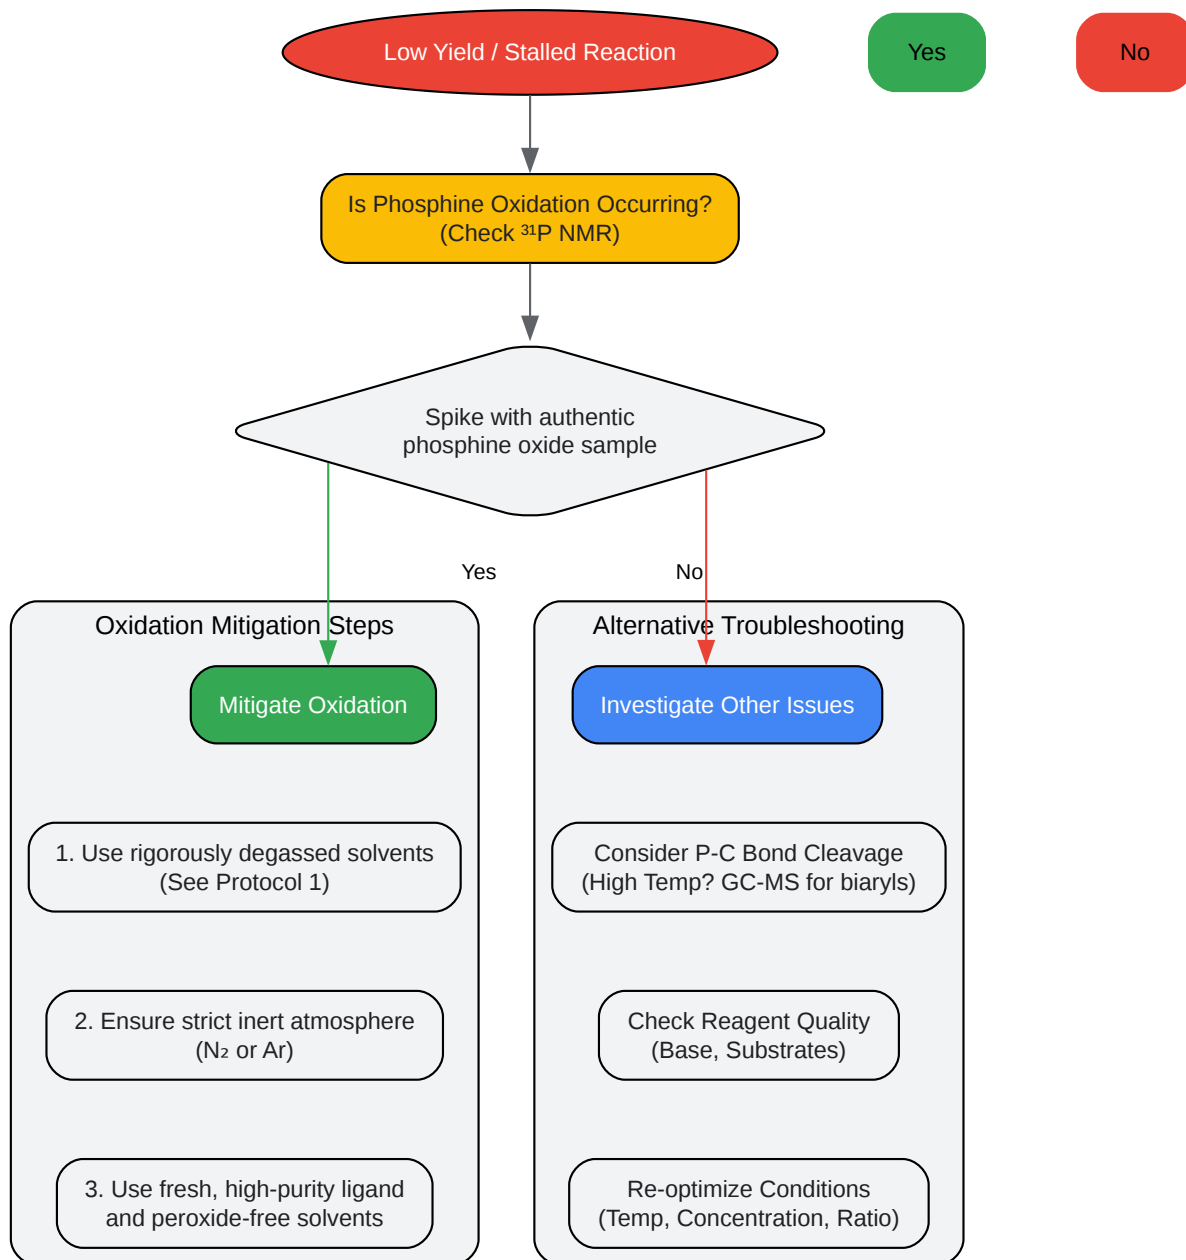 Low Yield / Stalled Reaction
Yes
No
Is Phosphine Oxidation Occurring?
(Check ³¹P NMR)
Spike with authentic
phosphine oxide sample
Yes
No
Oxidation Mitigation Steps
Mitigate Oxidation
1. Use rigorously degassed solvents
(See Protocol 1)
2. Ensure strict inert atmosphere
(N₂ or Ar)
3. Use fresh, high-purity ligand
and peroxide-free solvents
Alternative Troubleshooting
Investigate Other Issues
Consider P-C Bond Cleavage
(High Temp? GC-MS for biaryls)
Check Reagent Quality
(Base, Substrates)
Re-optimize Conditions
(Temp, Concentration, Ratio)